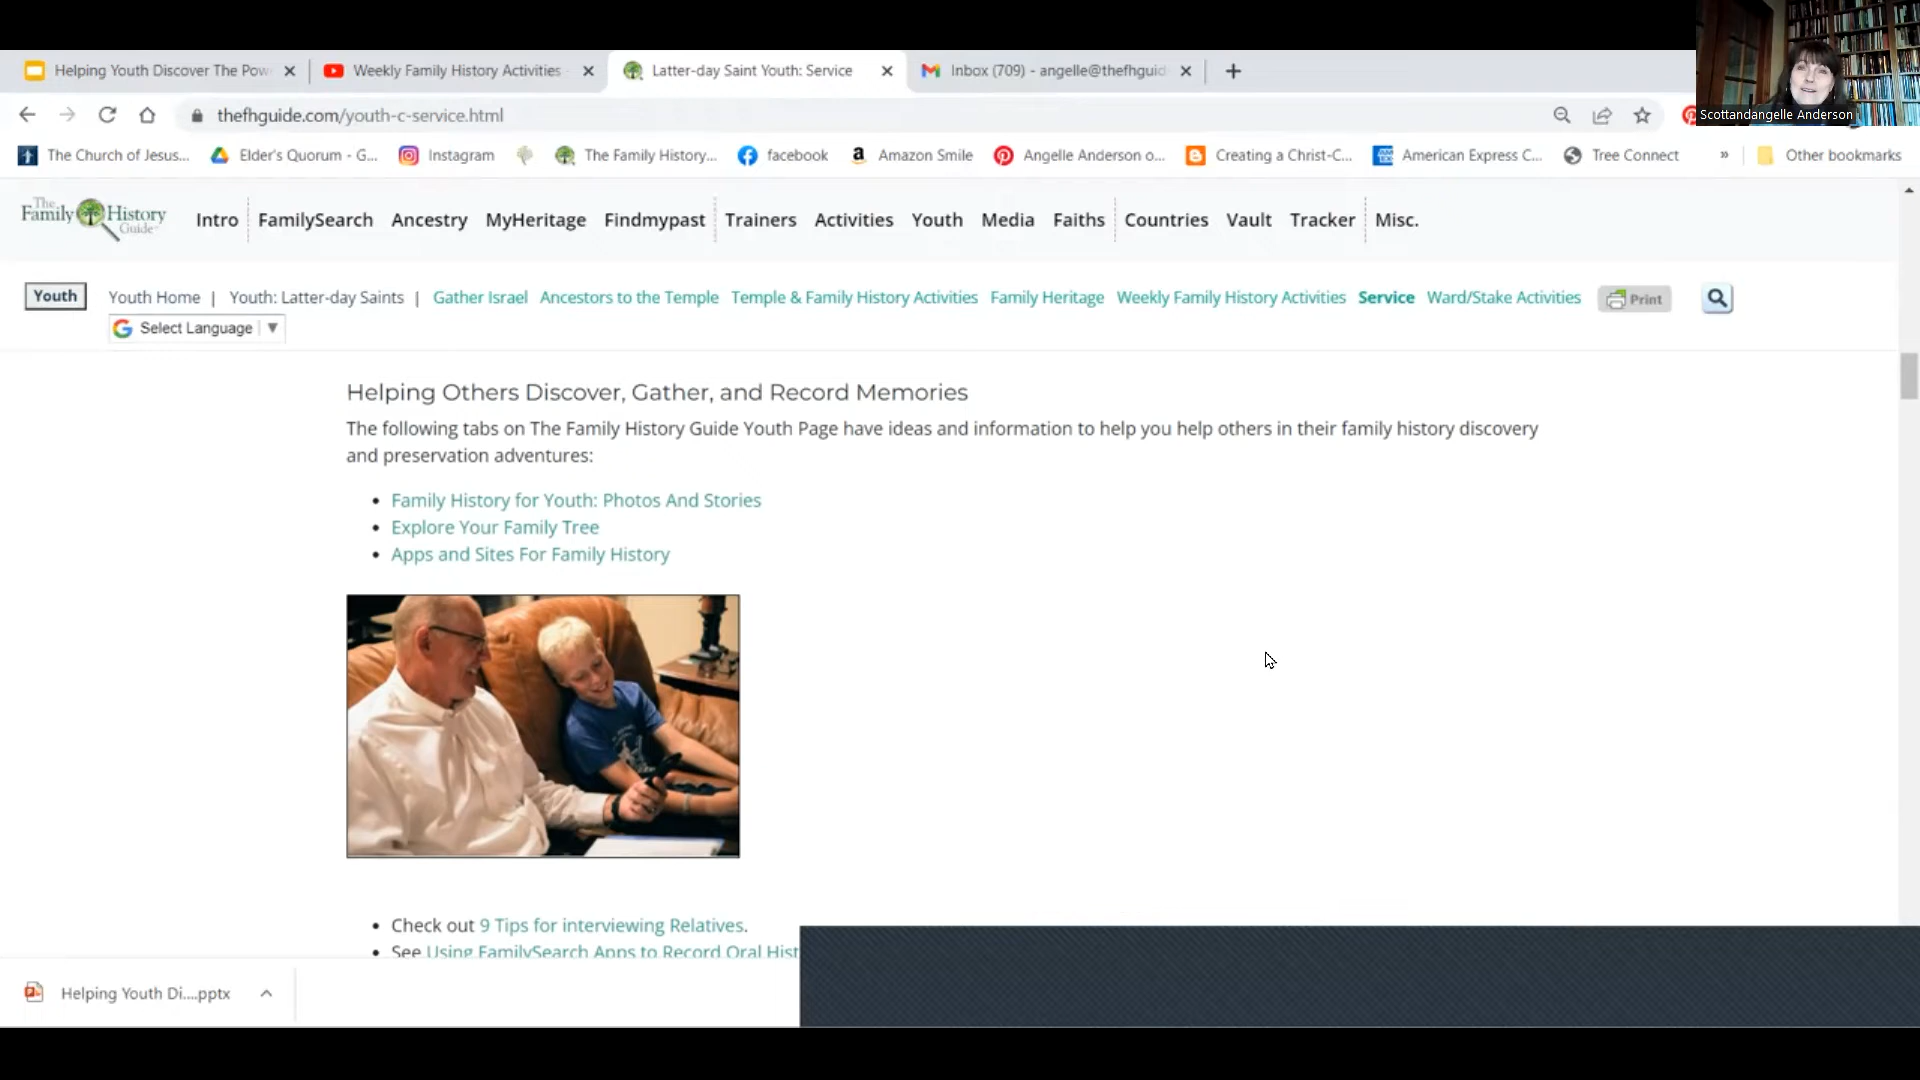 Helping Youth Discover The Pow
Weekly Family History Activities
Latter-day Saint Youth: Service
Inbox (709) - angelle@thefhguid
Scottandangelle Anderson
thefhguide.com/youth-c-service.html
The Church of Jesus...
Elder's Quorum - G...
Instagram
The Family History...
facebook
Amazon Smile
Angelle Anderson o...
Creating a Christ-C...
American Express C...
Tree Connect
»
Other bookmarks
The Family History Guide
Intro
FamilySearch
Ancestry
MyHeritage
Findmypast
Trainers
Activities
Youth
Media
Faiths
Countries
Vault
Tracker
Misc.
Youth
Youth Home | Youth: Latter-day Saints | Gather Israel Ancestors to the Temple Temple & Family History Activities Family Heritage Weekly Family History Activities Service Ward/Stake Activities
Print
Select Language
Helping Others Discover, Gather, and Record Memories
The following tabs on The Family History Guide Youth Page have ideas and information to help you help others in their family history discovery
and preservation adventures:
• Family History for Youth: Photos And Stories
• Explore Your Family Tree
• Apps and Sites For Family History
• Check out 9 Tips for interviewing Relatives.
• See Using FamilySearch Apps to Record Oral Hist
Helping Youth Di....pptx